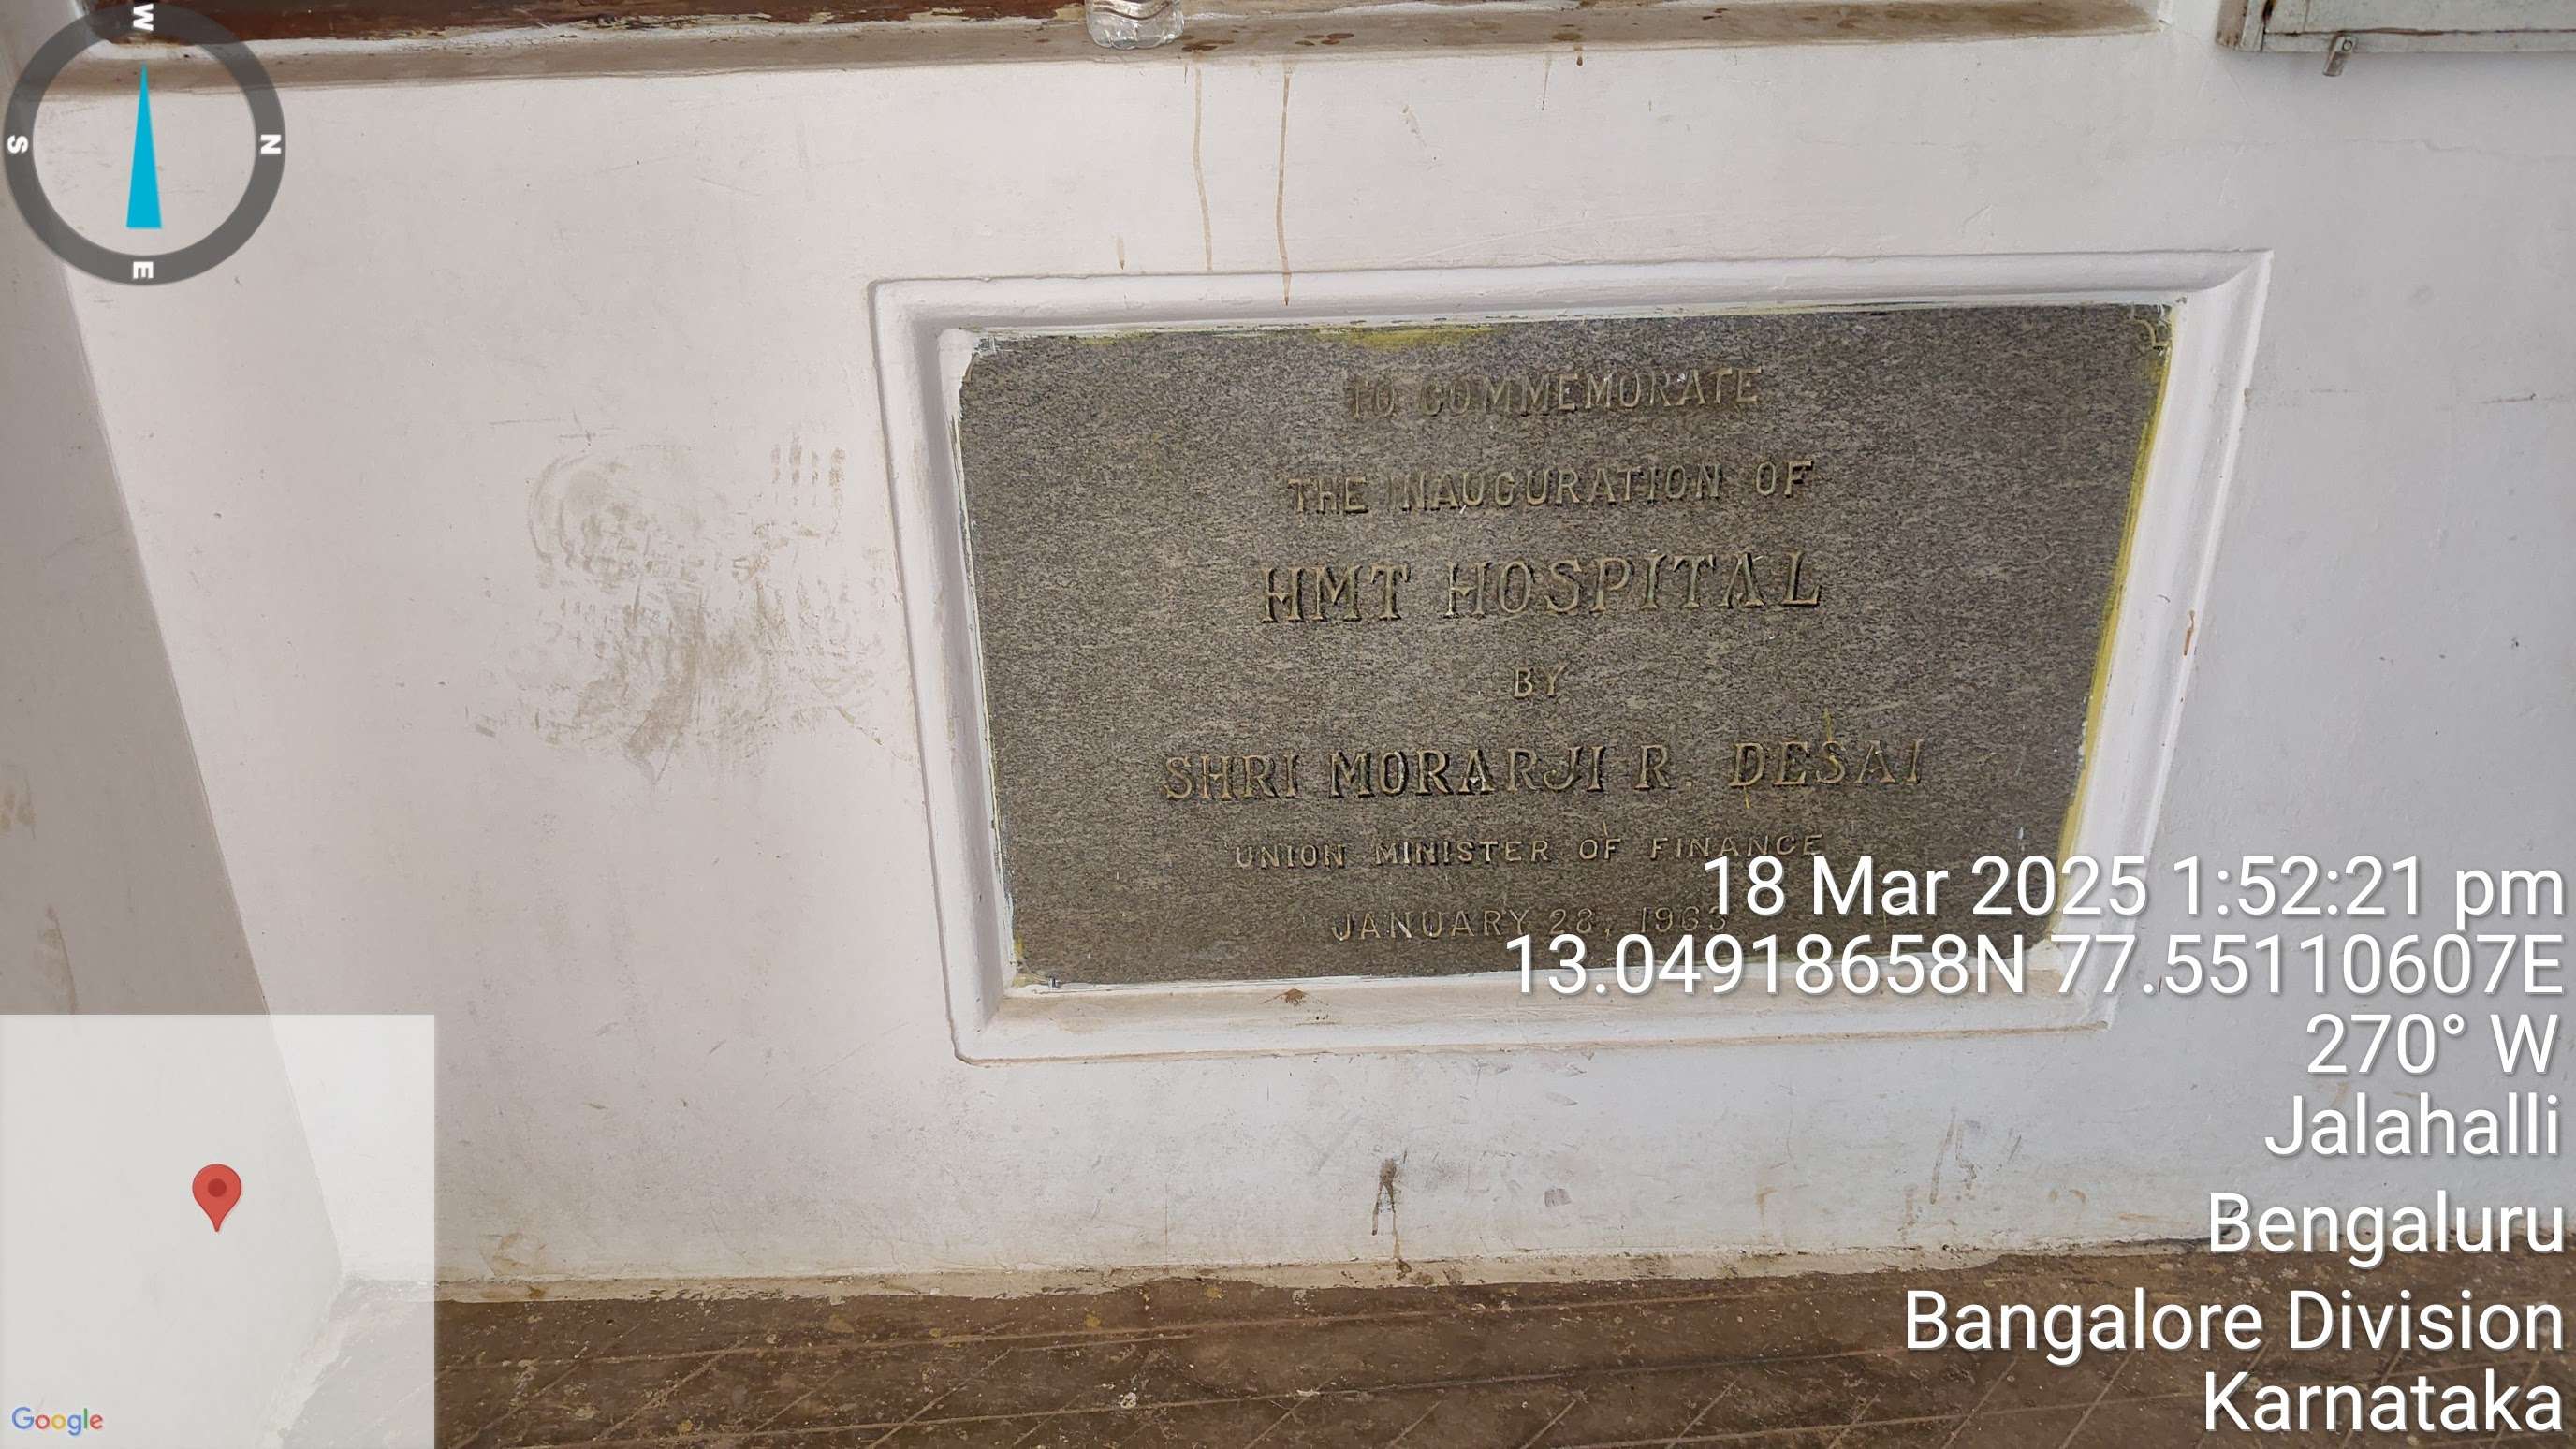 W
N
S
E
TO COMMEMORATE
THE INAUGURATION OF
HMT HOSPITAL
BY
SHRI MORARJI R. DESAI
UNION MINISTER OF FINANCE
JANUARY 28, 1963
18 Mar 2025 1:52:21 pm
13.04918658N 77.55110607E
270° W
Jalahalli
Bengaluru
Bangalore Division
Karnataka
Google